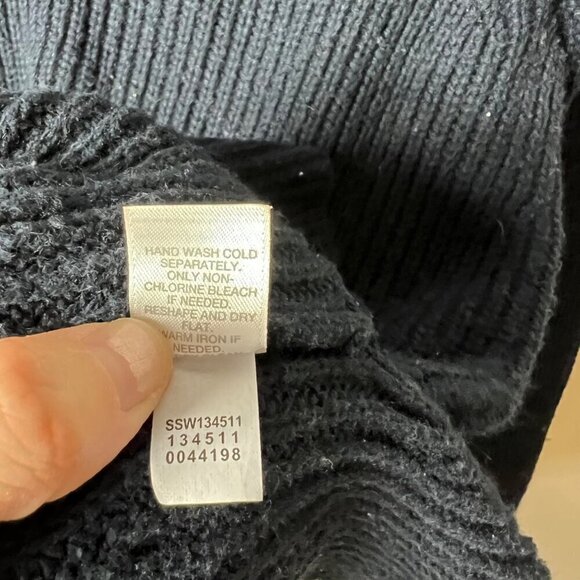 HAND WASH COLD
SEPARATELY.
ONLY NON-
CHLORINE BLEACH
IF NEEDED.
RESHAPE AND DRY
FLAT.
WARM IRON IF
NEEDED.
SSW134511
134511
0044198